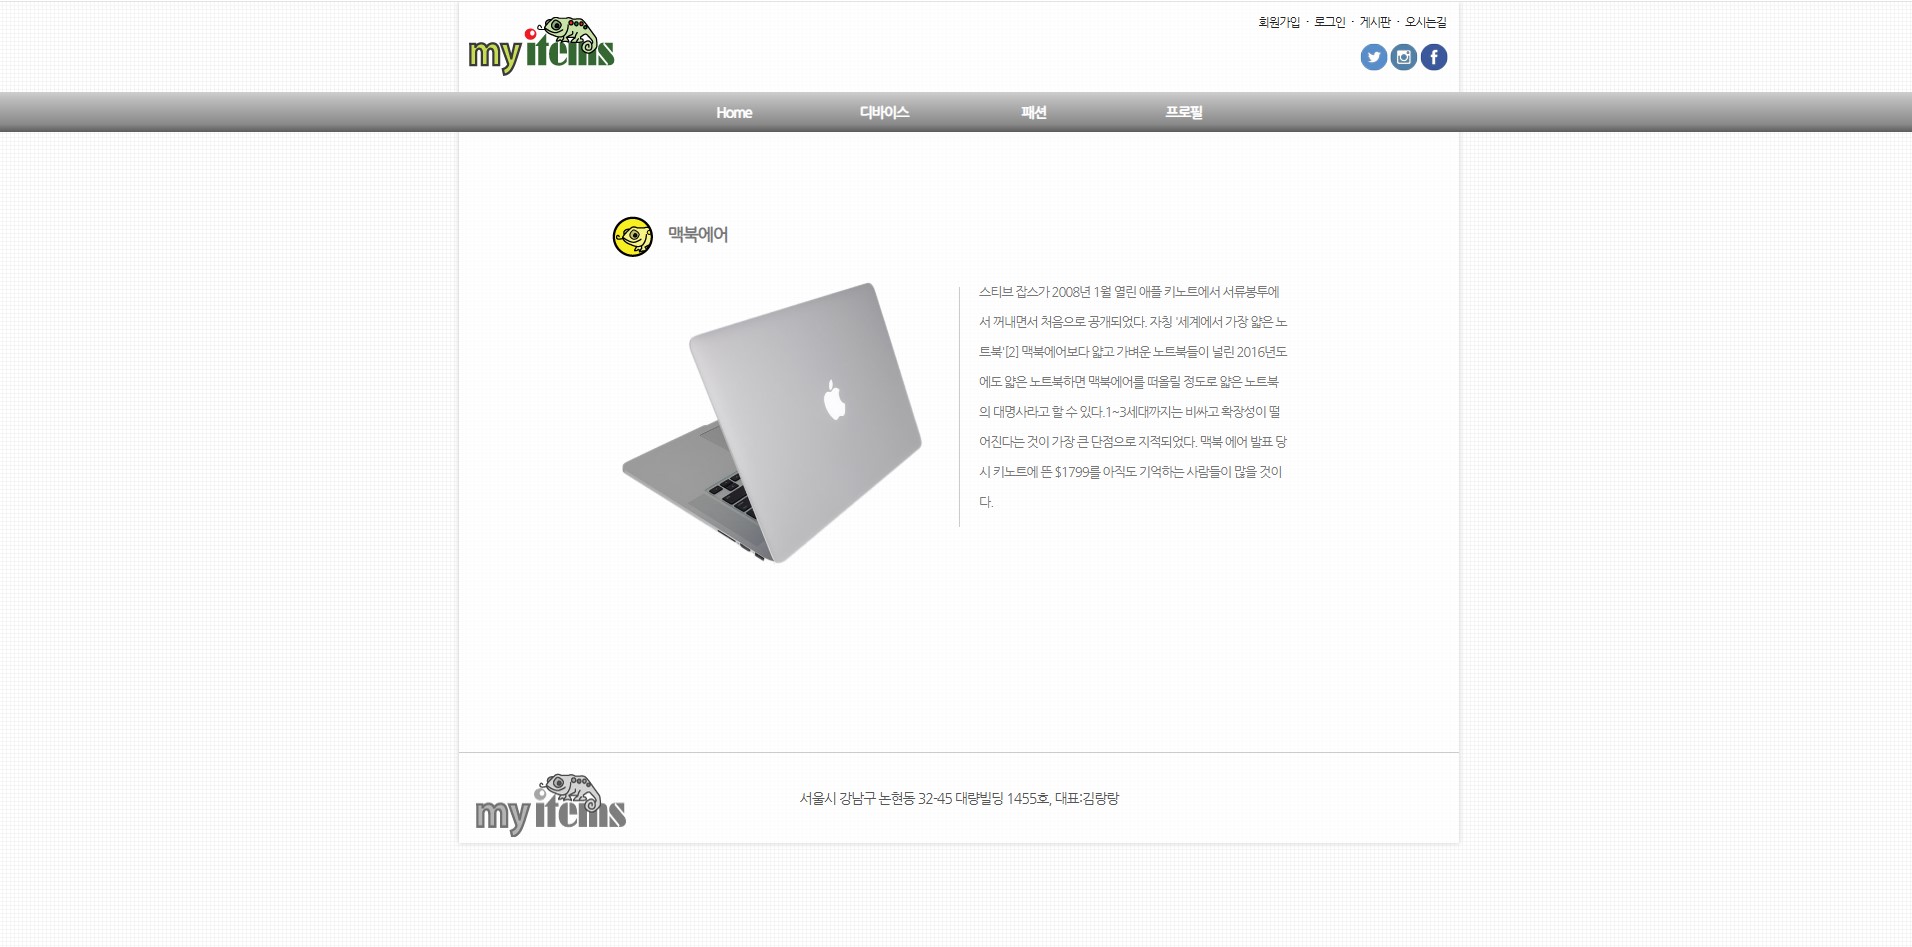 my items
회원가입 · 로그인 · 게시판 · 오시는길
Home 디바이스 패션 프로필
맥북에어
스티브 잡스가 2008년 1월 열린 애플 키노트에서 서류봉투에
서 꺼내면서 처음으로 공개되었다. 자칭 '세계에서 가장 얇은 노
트북'[2] 맥북에어보다 얇고 가벼운 노트북들이 널린 2016년도
에도 얇은 노트북하면 맥북에어를 떠올릴 정도로 얇은 노트북
의 대명사라고 할 수 있다.1~3세대까지는 비싸고 확장성이 떨
어진다는 것이 가장 큰 단점으로 지적되었다. 맥북 에어 발표 당
시 키노트에 뜬 $1799를 아직도 기억하는 사람들이 많을 것이
다.
my items
서울시 강남구 논현동 32-45 대량빌딩 1455호, 대표:김랑랑